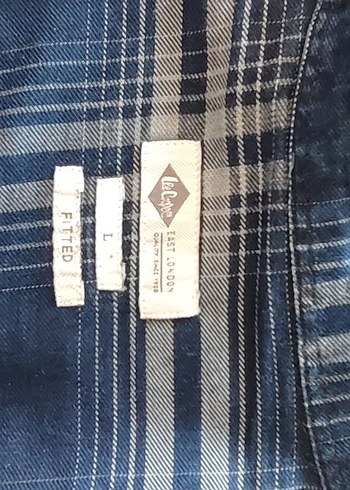 Lee Cooper
EAST LONDON
QUALITY SINCE 1908
L
FITTED